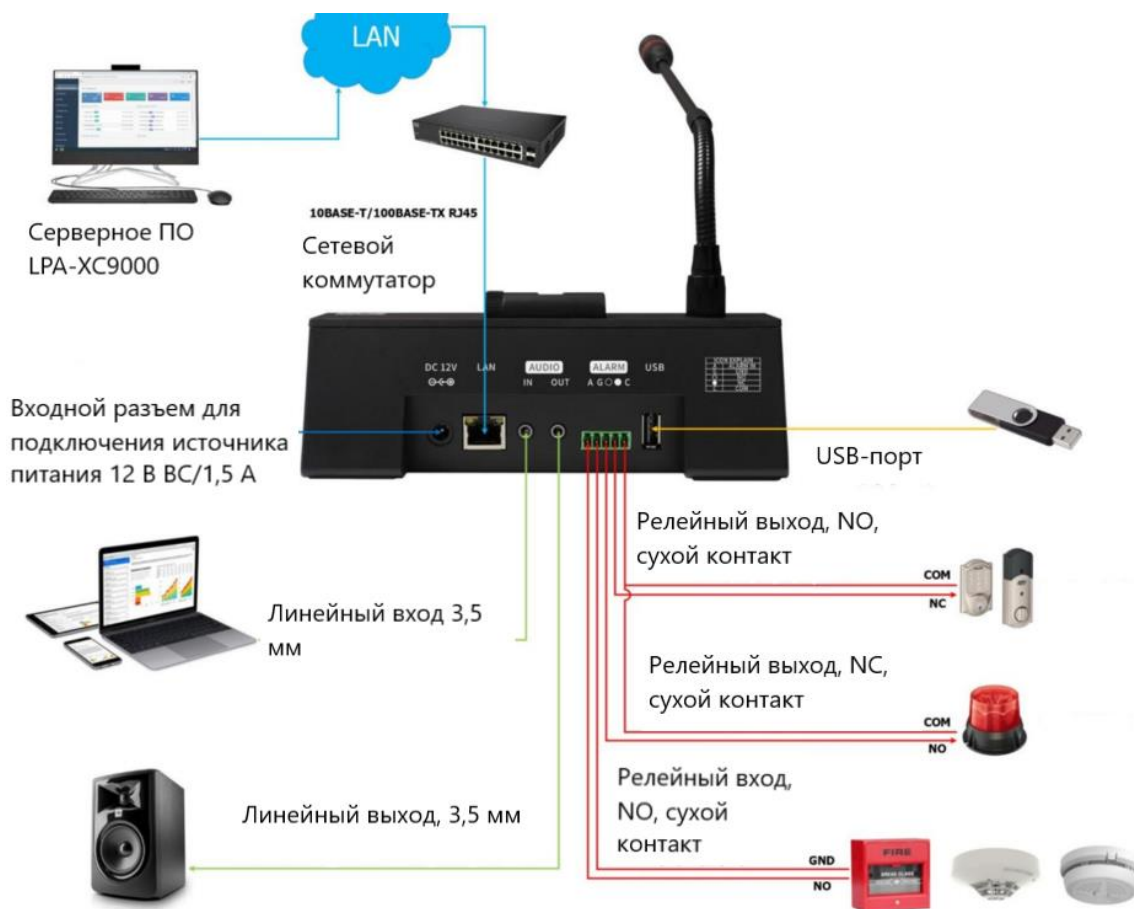 LAN
10BASE-T/100BASE-TX RJ45
Серверное ПО
LPA-XC9000
Сетевой
коммутатор
DC 12V
LAN
AUDIO
IN OUT
ALARM
A G C
USB
ICON EXPLAIN
Входной разъем для
подключения источника
питания 12 В ВС/1,5 А
USB-порт
Релейный выход, NO,
сухой контакт
COM
NC
Линейный вход 3,5
мм
Релейный выход, NC,
сухой контакт
COM
NO
Релейный вход,
NO, сухой
контакт
Линейный выход, 3,5 мм
GND
NO
FIRE